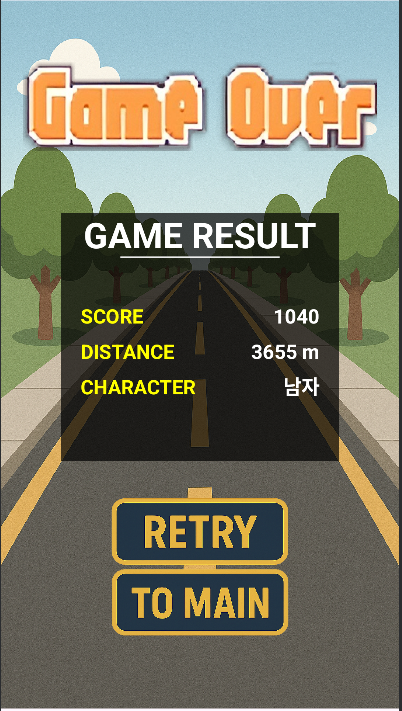 Game Over
GAME RESULT
SCORE 1040
DISTANCE 3655 m
CHARACTER 남자
RETRY
TO MAIN